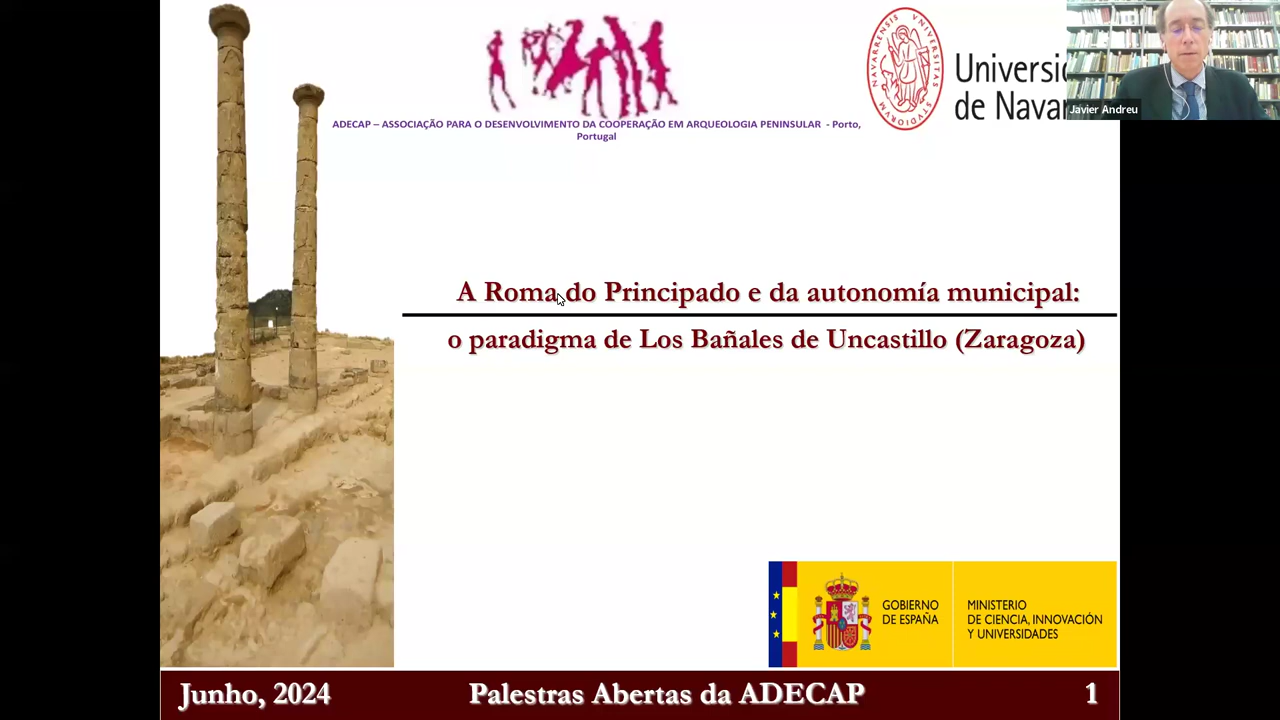 ADECAP – ASSOCIAÇÃO PARA O DESENVOLVIMENTO DA COOPERAÇÃO EM ARQUEOLOGIA PENINSULAR - Porto,
Portugal
de
Javier Andreu
A Roma do Principado e da autonomía municipal:
o paradigma de Los Bañales de Uncastillo (Zaragoza)
GOBIERNO
DE ESPAÑA
MINISTERIO
DE CIENCIA, INNOVACIÓN
Y UNIVERSIDADES
Junho, 2024
Palestras Abertas da ADECAP
1